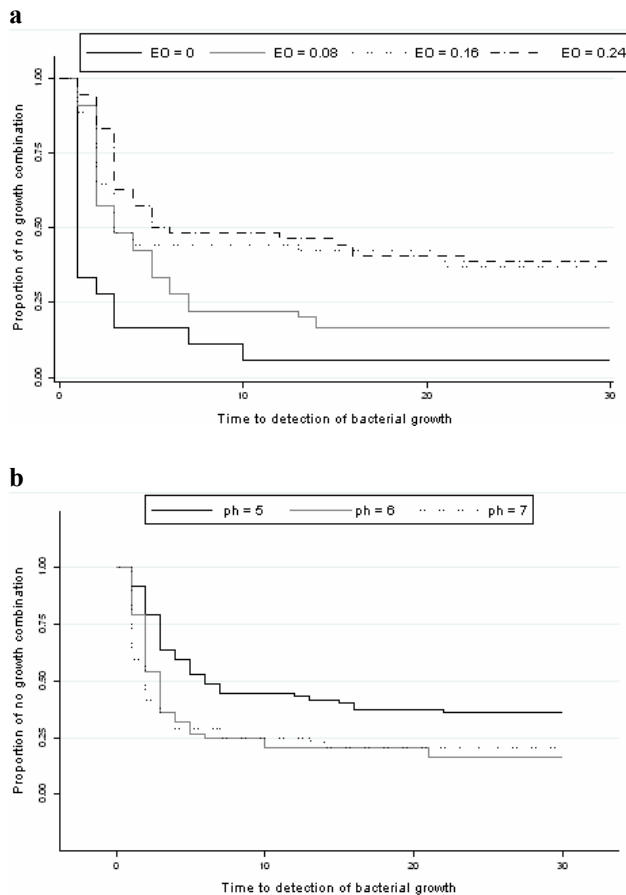 a
EO = 0 EO = 0.08 EO = 0.16 EO = 0.24
Proportion of no growth combination
1.00
0.75
0.50
0.25
0.00
0 10 20 30
Time to detection of bacterial growth
b
ph = 5 ph = 6 ph = 7
Proportion of no growth combination
1.00
0.75
0.50
0.25
0.00
0 10 20 30
Time to detection of bacterial growth